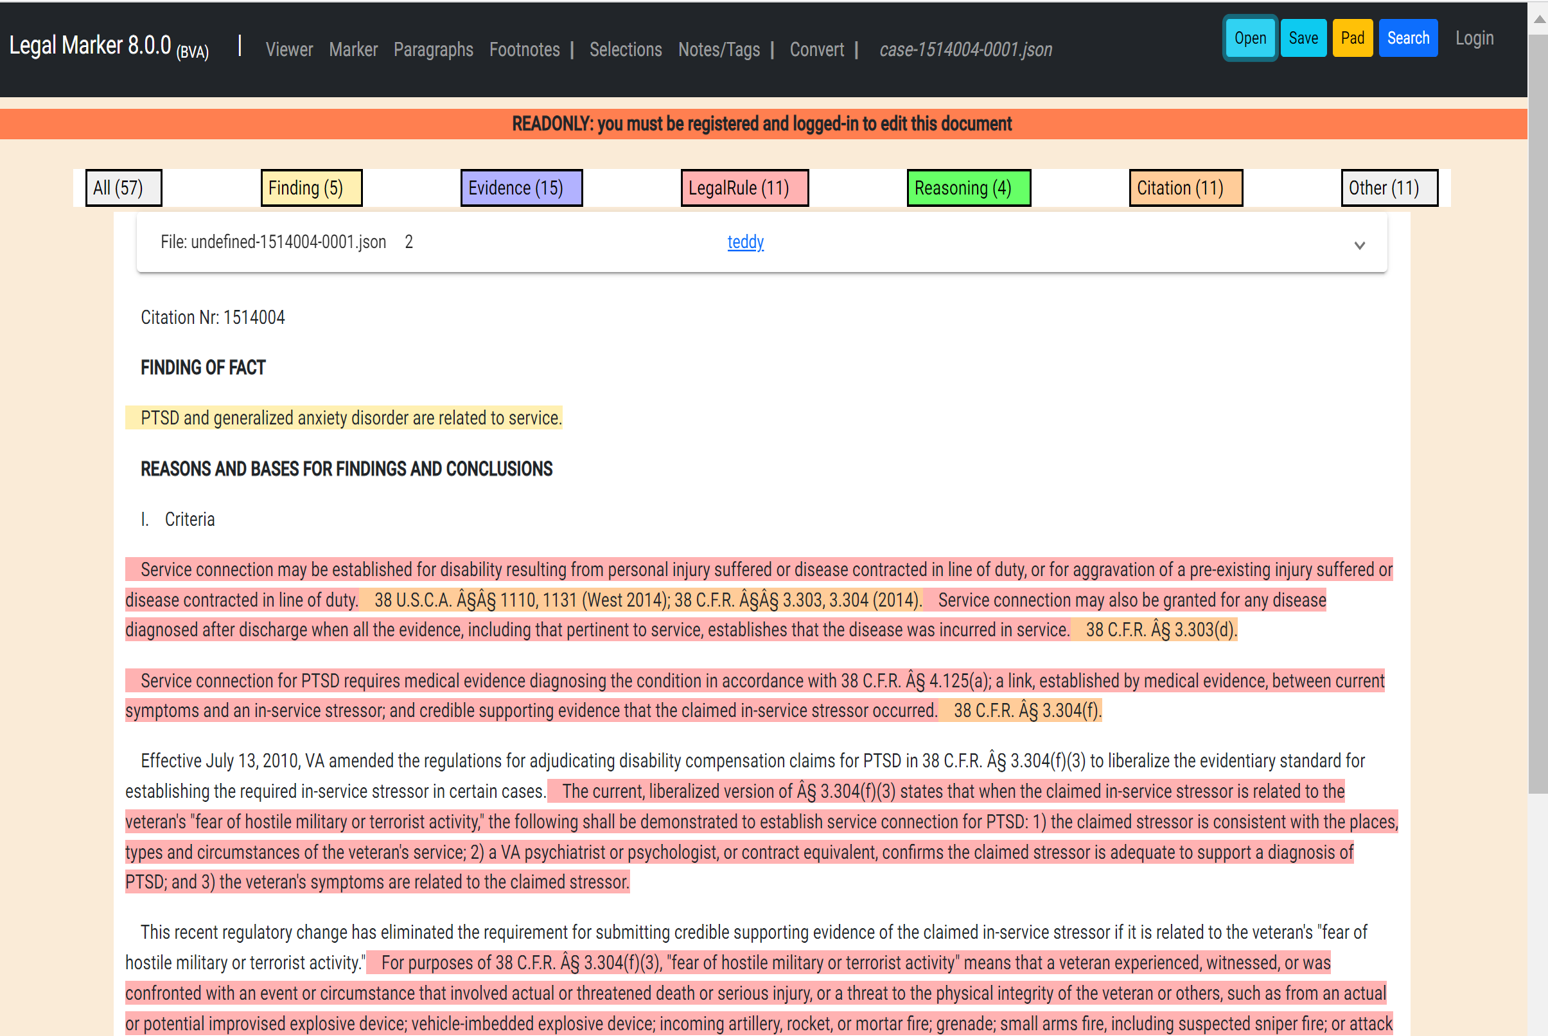 Legal Marker 8.0.0 (BVA) | Viewer Marker Paragraphs Footnotes | Selections Notes/Tags | Convert | case-1514004-0001.json Open Save Pad Search Login
READONLY: you must be registered and logged-in to edit this document
All (57) Finding (5) Evidence (15) LegalRule (11) Reasoning (4) Citation (11) Other (11)
File: undefined-1514004-0001.json 2 teddy
Citation Nr: 1514004
FINDING OF FACT
PTSD and generalized anxiety disorder are related to service.
REASONS AND BASES FOR FINDINGS AND CONCLUSIONS
I. Criteria
Service connection may be established for disability resulting from personal injury suffered or disease contracted in line of duty, or for aggravation of a pre-existing injury suffered or
disease contracted in line of duty. 38 U.S.C.A. Â§Â§ 1110, 1131 (West 2014); 38 C.F.R. Â§Â§ 3.303, 3.304 (2014). Service connection may also be granted for any disease
diagnosed after discharge when all the evidence, including that pertinent to service, establishes that the disease was incurred in service. 38 C.F.R. Â§ 3.303(d).
Service connection for PTSD requires medical evidence diagnosing the condition in accordance with 38 C.F.R. Â§ 4.125(a); a link, established by medical evidence, between current
symptoms and an in-service stressor; and credible supporting evidence that the claimed in-service stressor occurred. 38 C.F.R. Â§ 3.304(f).
Effective July 13, 2010, VA amended the regulations for adjudicating disability compensation claims for PTSD in 38 C.F.R. Â§ 3.304(f)(3) to liberalize the evidentiary standard for
establishing the required in-service stressor in certain cases. The current, liberalized version of Â§ 3.304(f)(3) states that when the claimed in-service stressor is related to the
veteran's "fear of hostile military or terrorist activity," the following shall be demonstrated to establish service connection for PTSD: 1) the claimed stressor is consistent with the places,
types and circumstances of the veteran's service; 2) a VA psychiatrist or psychologist, or contract equivalent, confirms the claimed stressor is adequate to support a diagnosis of
PTSD; and 3) the veteran's symptoms are related to the claimed stressor.
This recent regulatory change has eliminated the requirement for submitting credible supporting evidence of the claimed in-service stressor if it is related to the veteran's "fear of
hostile military or terrorist activity." For purposes of 38 C.F.R. Â§ 3.304(f)(3), "fear of hostile military or terrorist activity" means that a veteran experienced, witnessed, or was
confronted with an event or circumstance that involved actual or threatened death or serious injury, or a threat to the physical integrity of the veteran or others, such as from an actual
or potential improvised explosive device; vehicle-imbedded explosive device; incoming artillery, rocket, or mortar fire; grenade; small arms fire, including suspected sniper fire; or attack